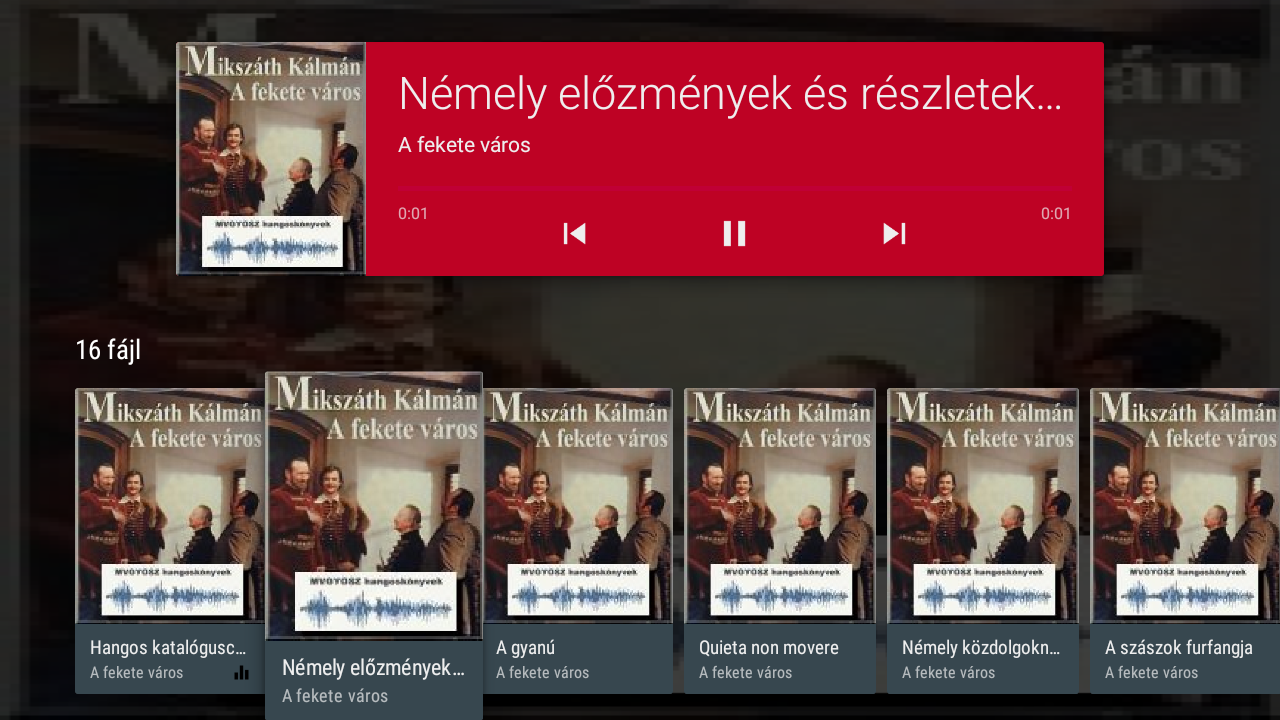 Mikszáth Kálmán
A fekete város
MVGYOSZ hangoskönyvek
Némely előzmények és részletek…
A fekete város
0:01
0:01
16 fájl
Mikszáth Kálmán
A fekete város
MVGYOSZ hangoskönyvek
Hangos katalógusc…
A fekete város
Mikszáth Kálmán
A fekete város
MVGYOSZ hangoskönyvek
Némely előzmények…
A fekete város
Mikszáth Kálmán
A fekete város
MVGYOSZ hangoskönyvek
A gyanú
A fekete város
Mikszáth Kálmán
A fekete város
MVGYOSZ hangoskönyvek
Quieta non movere
A fekete város
Mikszáth Kálmán
A fekete város
MVGYOSZ hangoskönyvek
Némely közdolgokn…
A fekete város
Mikszáth Kálmán
A fekete város
MVGYOSZ hangoskönyvek
A szászok furfangja
A fekete város